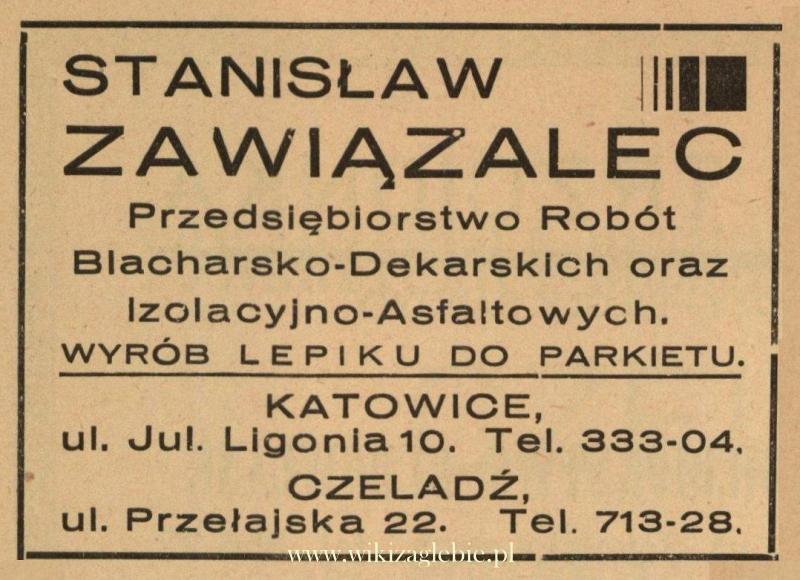 STANISŁAW
ZAWIĄZALEC
Przedsiębiorstwo Robót
Blacharsko-Dekarskich oraz
Izolacyjno-Asfaltowych.
WYRÓB LEPIKU DO PARKIETU.
KATOWICE,
ul. Jul. Ligonia 10. Tel. 333-04.
CZELADŹ,
ul. Przełajska 22. Tel. 713-28.
www.wikizaglebie.pl